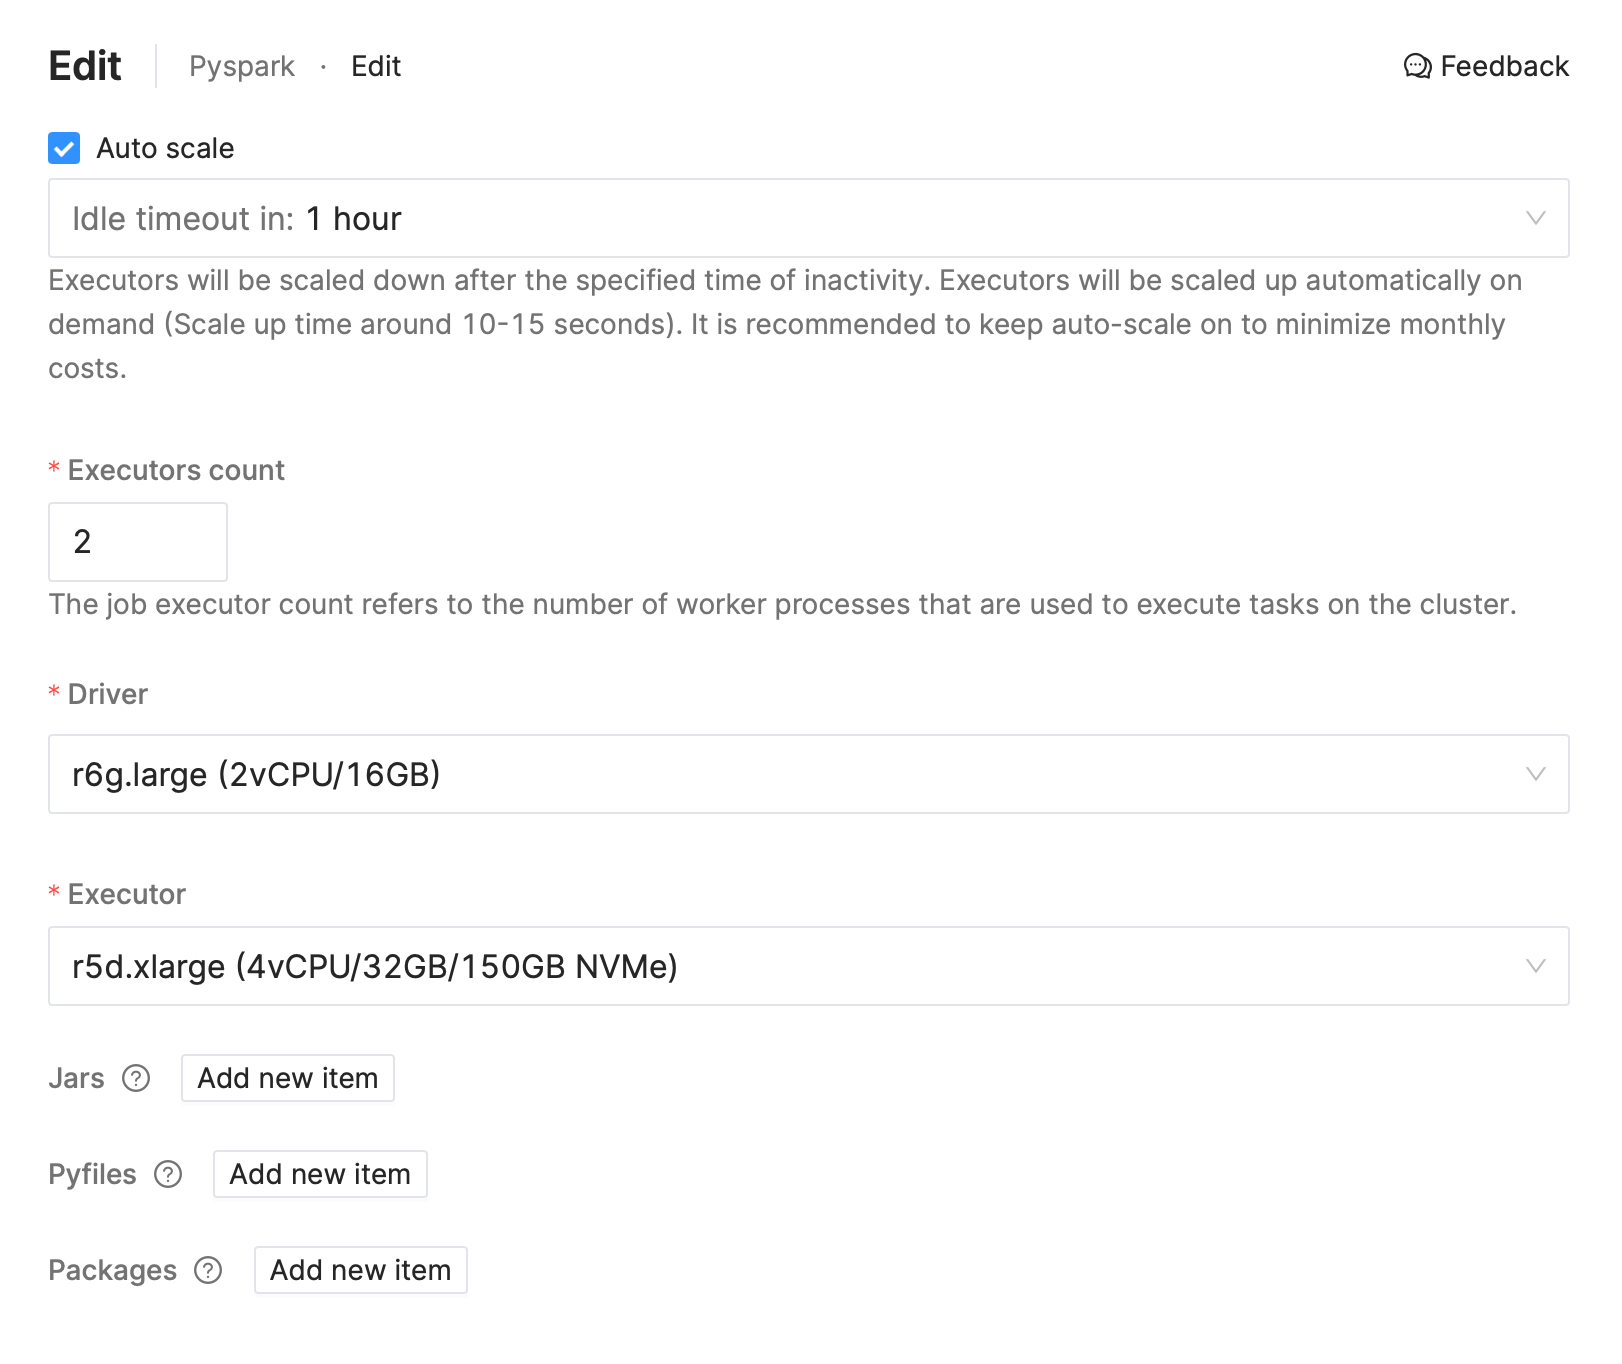 Edit Pyspark · Edit Feedback
Auto scale
Idle timeout in: 1 hour
Executors will be scaled down after the specified time of inactivity. Executors will be scaled up automatically on
demand (Scale up time around 10-15 seconds). It is recommended to keep auto-scale on to minimize monthly
costs.
* Executors count
2
The job executor count refers to the number of worker processes that are used to execute tasks on the cluster.
* Driver
r6g.large (2vCPU/16GB)
* Executor
r5d.xlarge (4vCPU/32GB/150GB NVMe)
Jars ? Add new item
Pyfiles ? Add new item
Packages ? Add new item